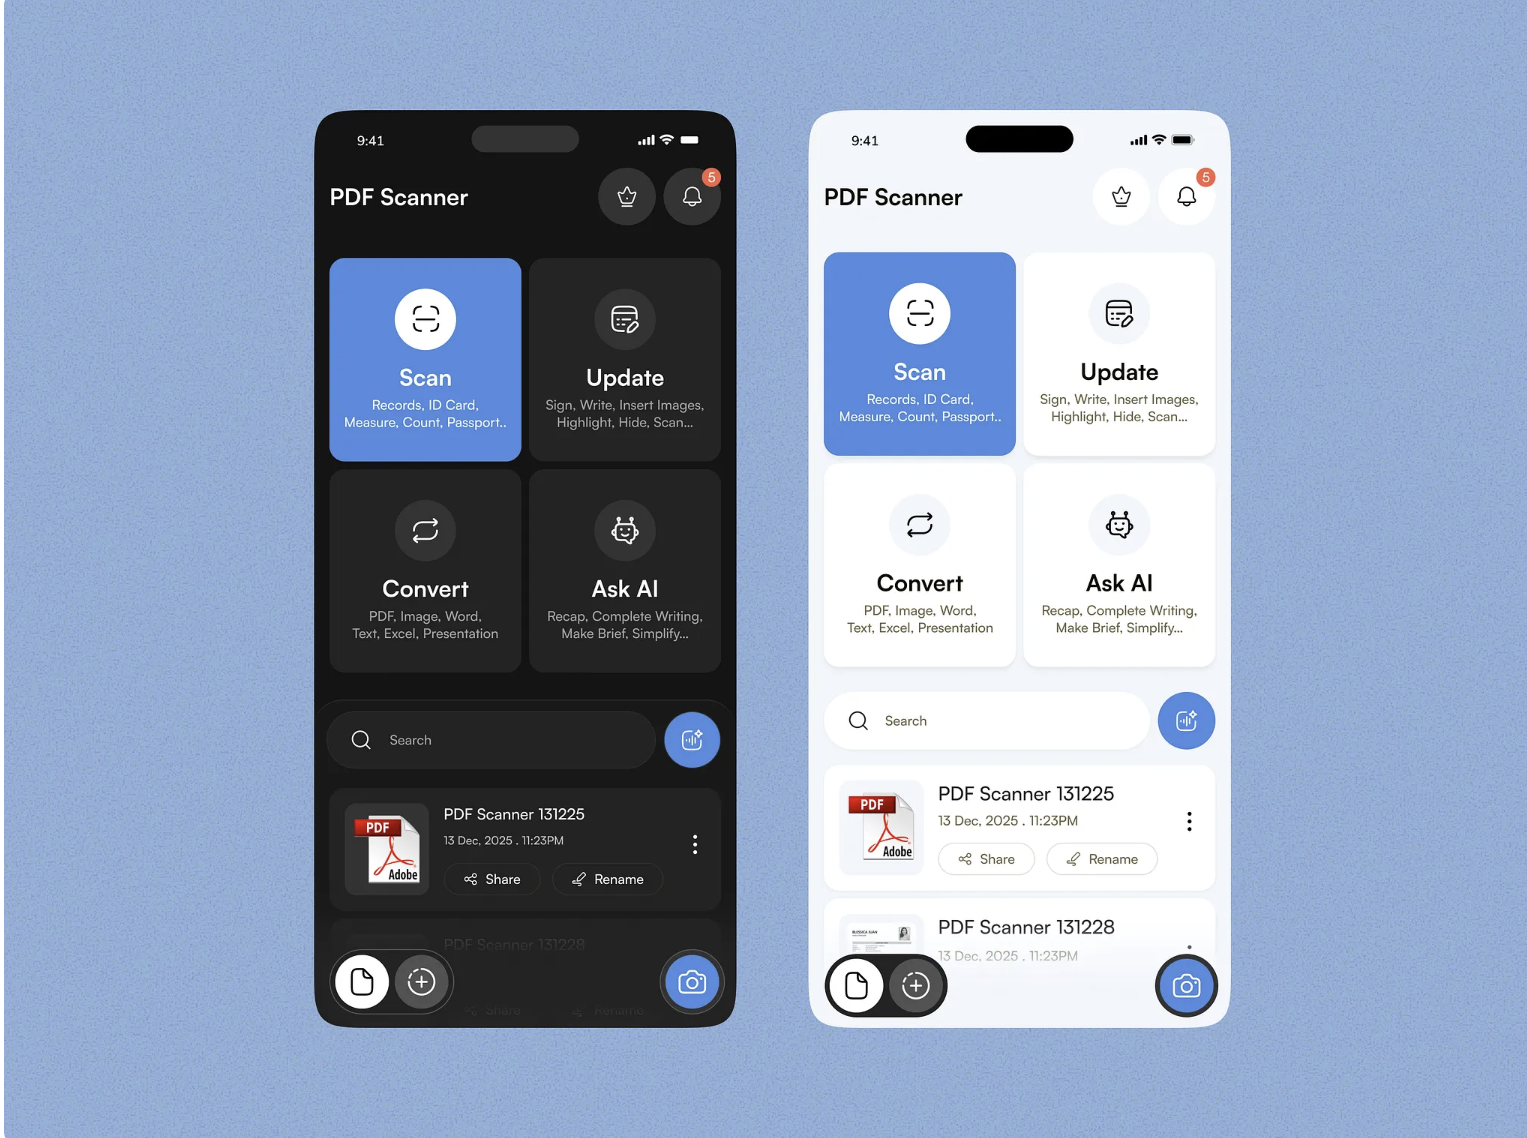 9:41
PDF Scanner
5
Scan
Records, ID Card,
Measure, Count, Passport..
Update
Sign, Write, Insert Images,
Highlight, Hide, Scan...
Convert
PDF, Image, Word,
Text, Excel, Presentation
Ask AI
Recap, Complete Writing,
Make Brief, Simplify...
Search
PDF
Adobe
PDF Scanner 131225
13 Dec, 2025 . 11:23PM
Share
Rename
PDF Scanner 131228
Share
Rename
9:41
PDF Scanner
5
Scan
Records, ID Card,
Measure, Count, Passport..
Update
Sign, Write, Insert Images,
Highlight, Hide, Scan...
Convert
PDF, Image, Word,
Text, Excel, Presentation
Ask AI
Recap, Complete Writing,
Make Brief, Simplify...
Search
PDF
Adobe
PDF Scanner 131225
13 Dec, 2025 . 11:23PM
Share
Rename
PDF Scanner 131228
13 Dec, 2025 . 11:23PM